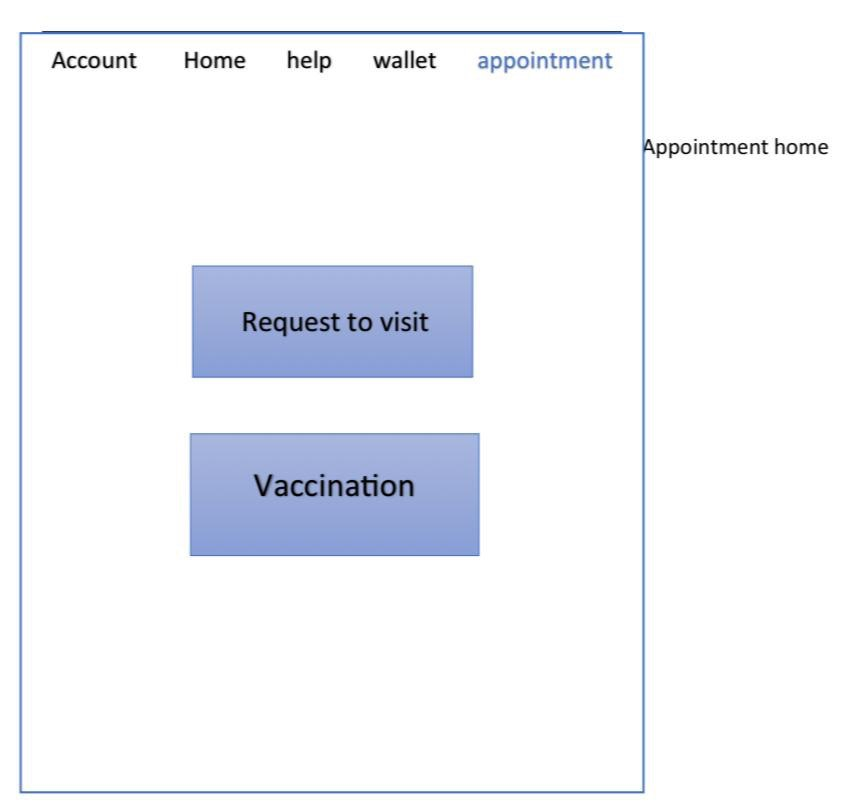 Account Home help wallet appointment
Appointment home
Request to visit
Vaccination